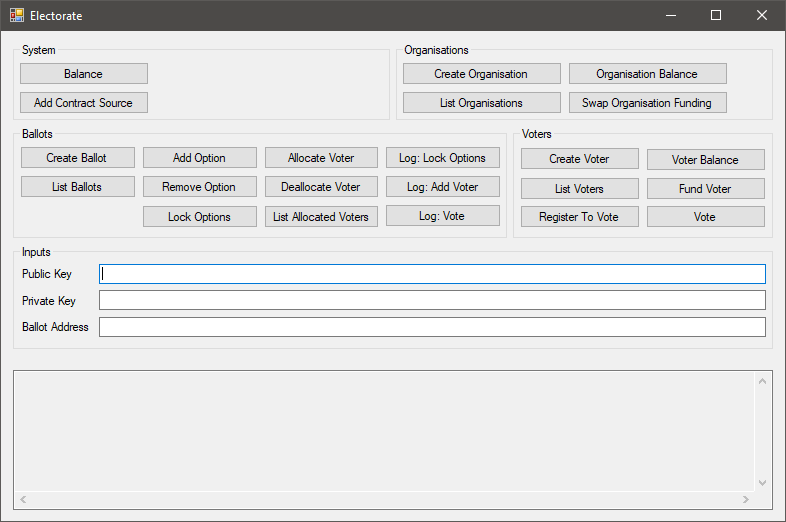 Electorate
System
Balance
Add Contract Source
Organisations
Create Organisation Organisation Balance
List Organisations Swap Organisation Funding
Ballots
Create Ballot Add Option Allocate Voter Log: Lock Options
List Ballots Remove Option Deallocate Voter Log: Add Voter
Lock Options List Allocated Voters Log: Vote
Voters
Create Voter Voter Balance
List Voters Fund Voter
Register To Vote Vote
Inputs
Public Key
Private Key
Ballot Address